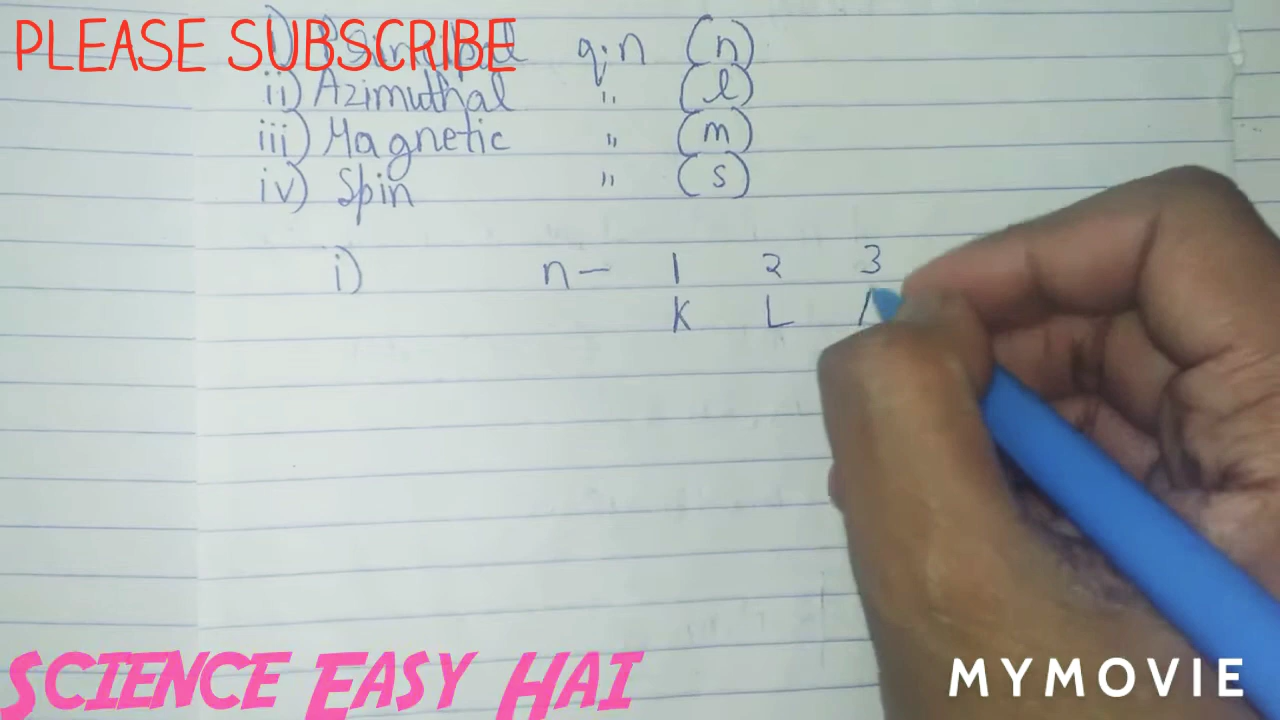 PLEASE SUBSCRIBE
i) q.n (n)
ii) Azimuthal " (l)
iii) Magnetic " (m)
iv) Spin " (s)
i) n — 1 2 3
K L
SCIENCE EASY HAI
MYMOVIE